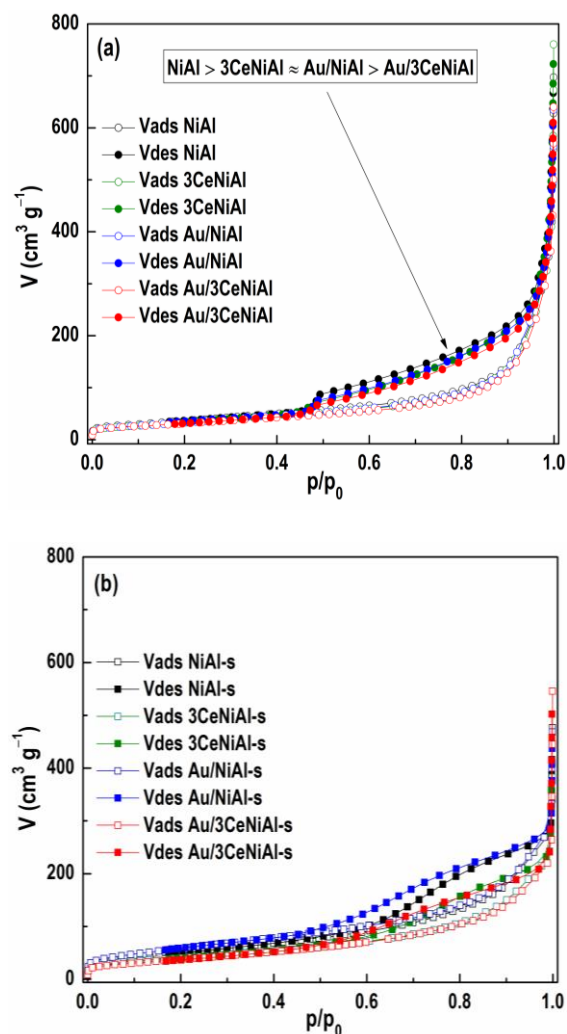 (a)
NiAl > 3CeNiAl ≈ Au/NiAl > Au/3CeNiAl
Vads NiAl
Vdes NiAl
Vads 3CeNiAl
Vdes 3CeNiAl
Vads Au/NiAl
Vdes Au/NiAl
Vads Au/3CeNiAl
Vdes Au/3CeNiAl
V (cm³ g⁻¹)
800
600
400
200
0
0.0 0.2 0.4 0.6 0.8 1.0
p/p₀
(b)
Vads NiAl-s
Vdes NiAl-s
Vads 3CeNiAl-s
Vdes 3CeNiAl-s
Vads Au/NiAl-s
Vdes Au/NiAl-s
Vads Au/3CeNiAl-s
Vdes Au/3CeNiAl-s
V (cm³ g⁻¹)
800
600
400
200
0
0.0 0.2 0.4 0.6 0.8 1.0
p/p₀